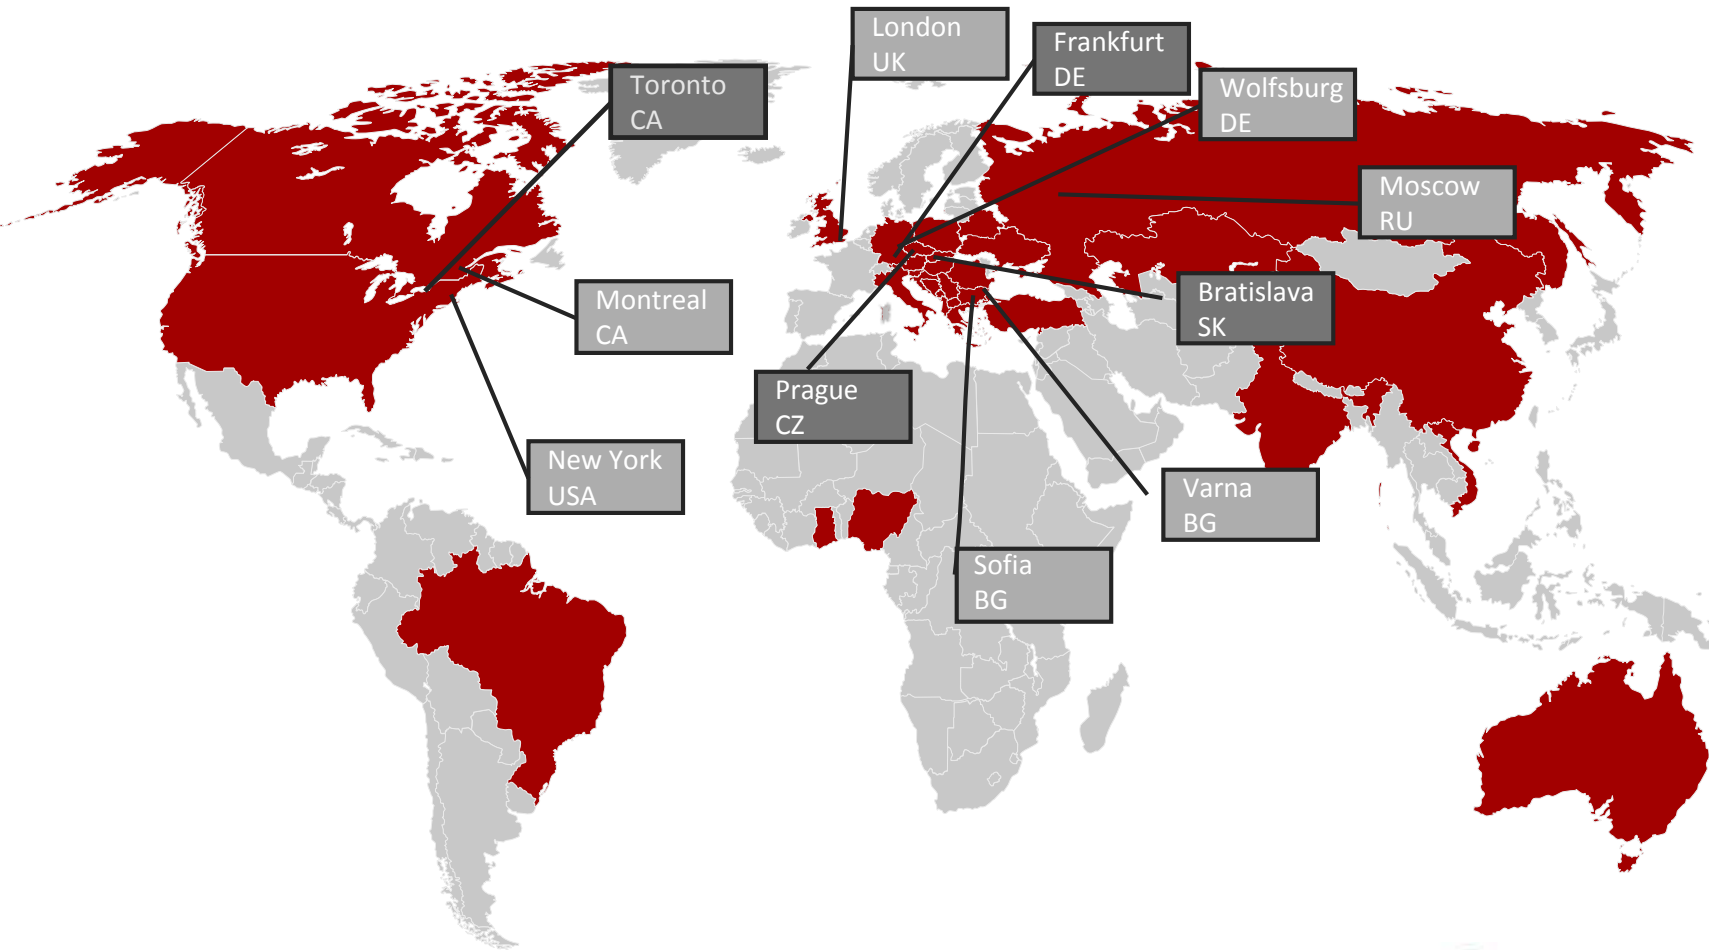 London
UK
Frankfurt
DE
Toronto
CA
Wolfsburg
DE
Moscow
RU
Montreal
CA
Bratislava
SK
Prague
CZ
New York
USA
Varna
BG
Sofia
BG